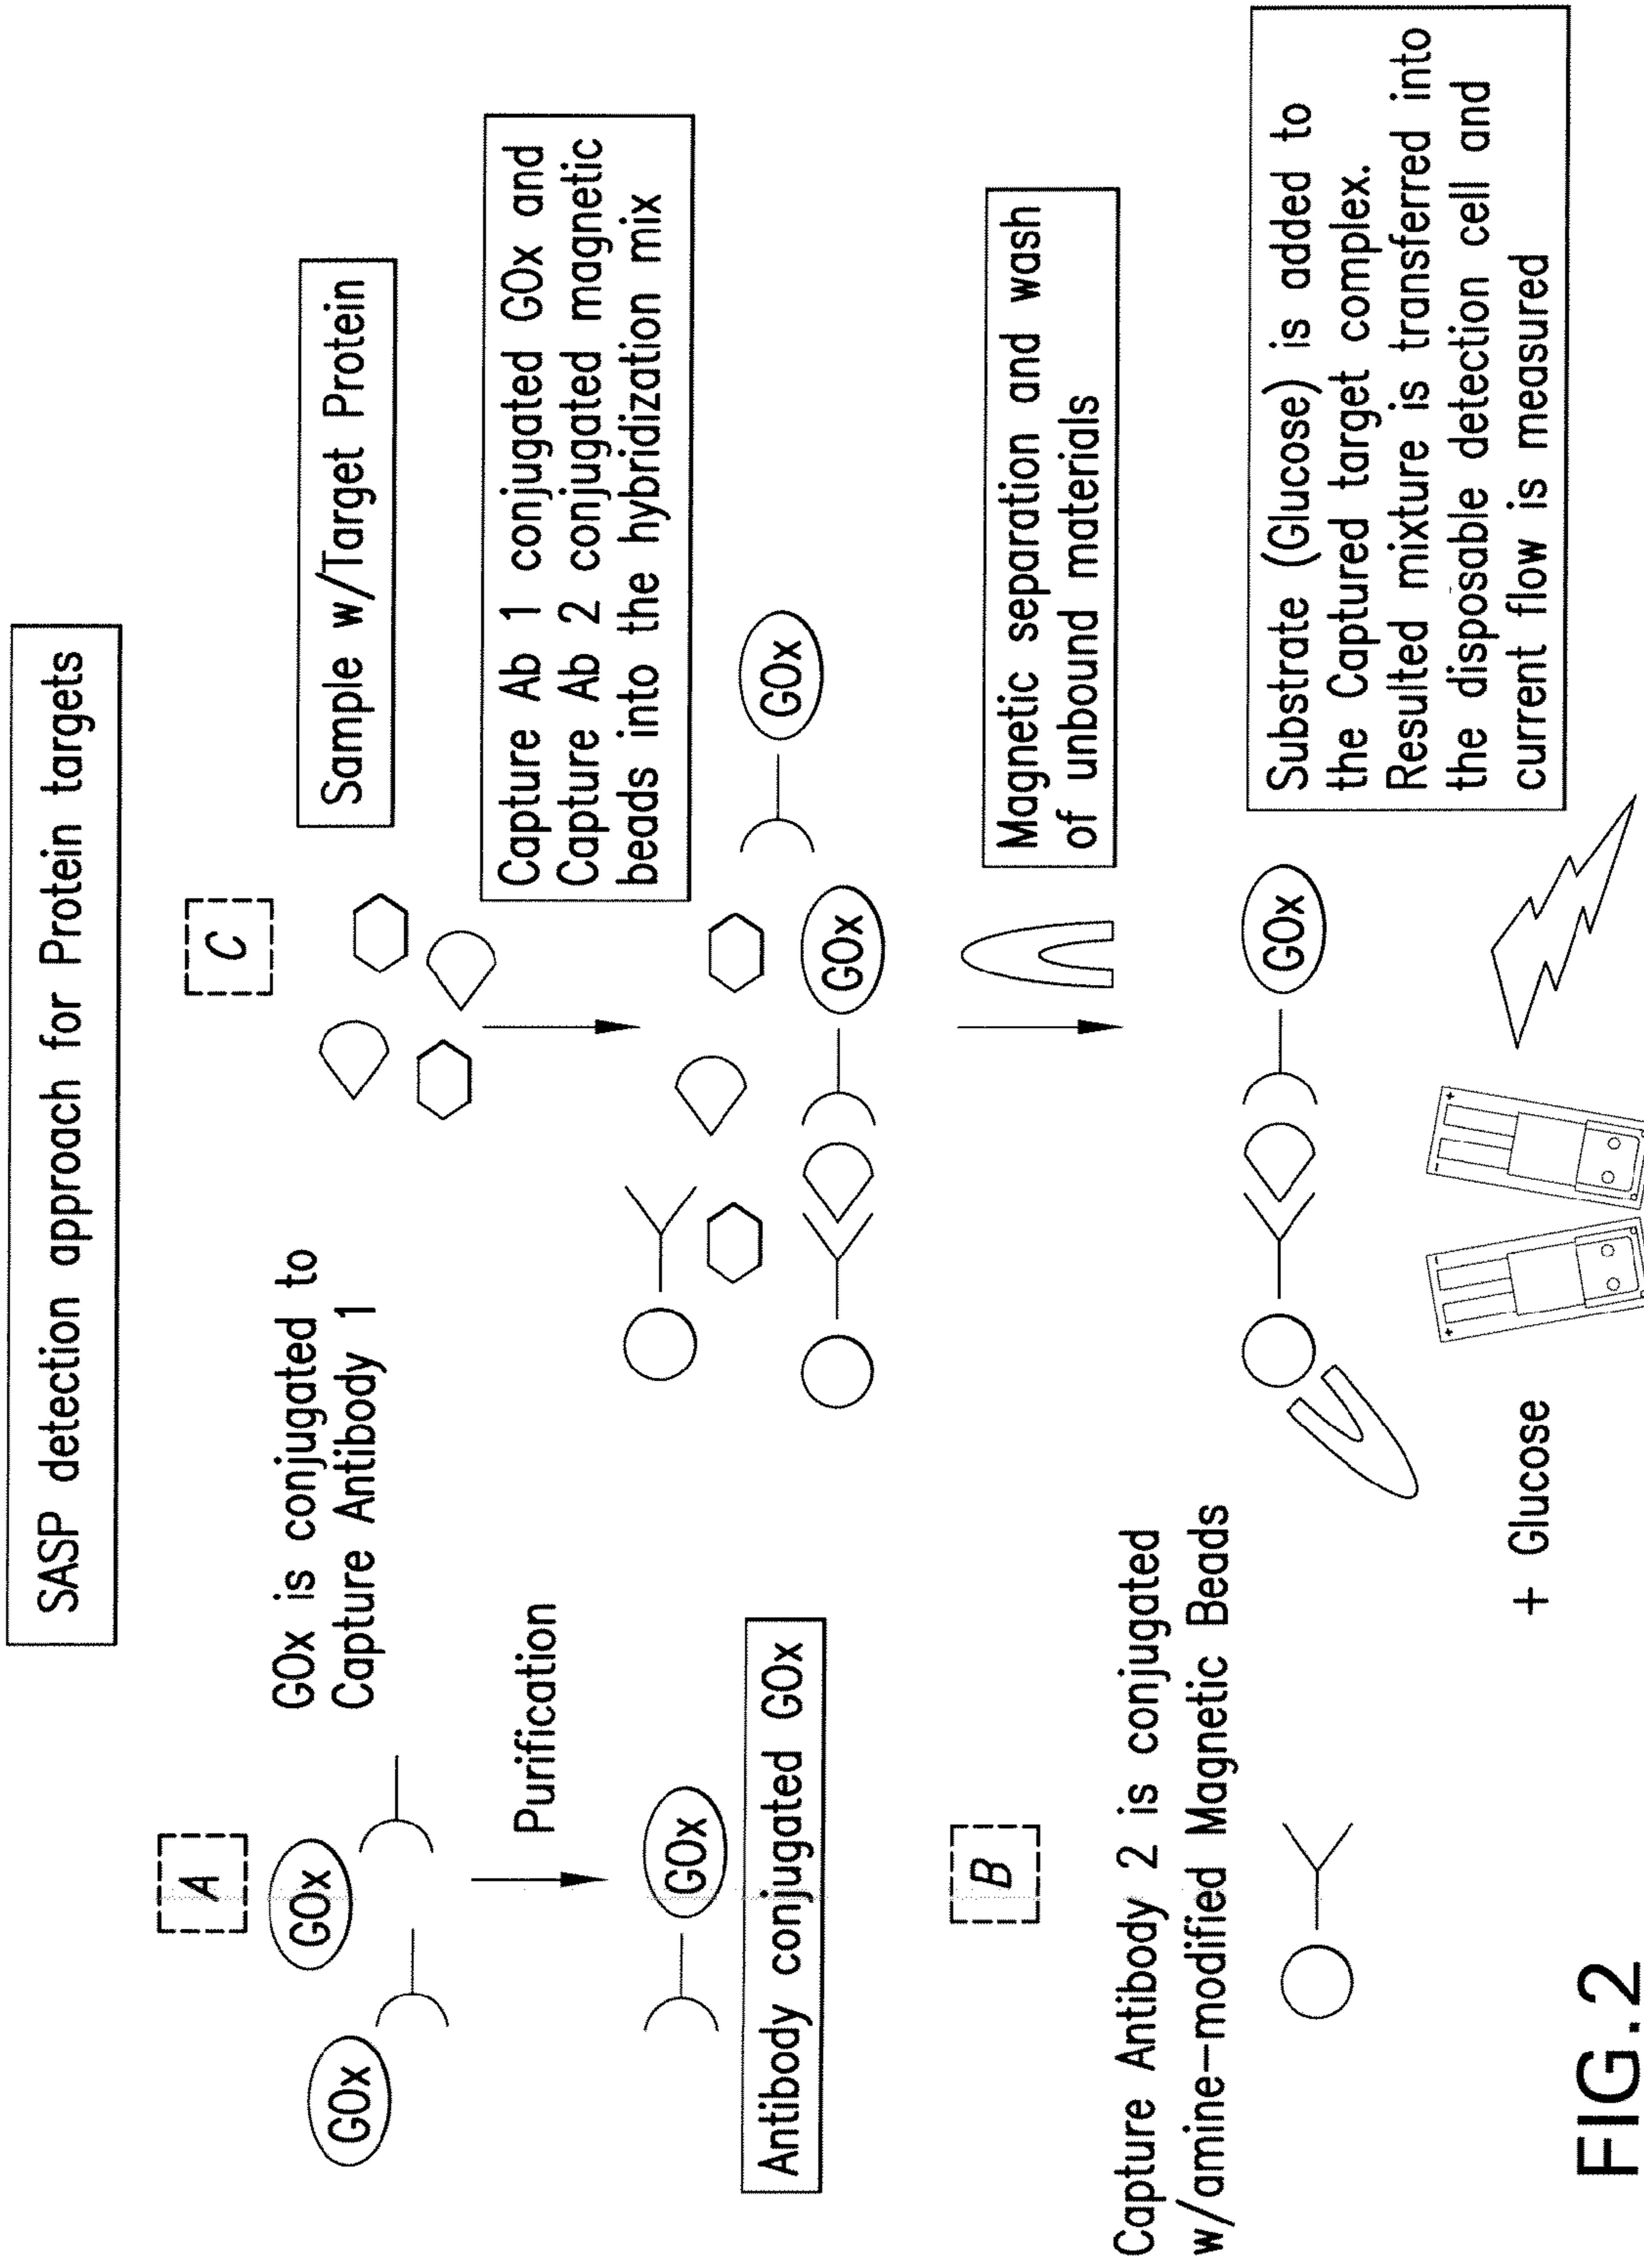 SASP detection approach for Protein targets
A
GOx is conjugated to
Capture Antibody 1
GOx
GOx
Purification
GOx
Antibody conjugated GOx
B
Capture Antibody 2 is conjugated
w/amine-modified Magnetic Beads
C
Sample w/Target Protein
Capture Ab 1 conjugated GOx and
Capture Ab 2 conjugated magnetic
beads into the hybridization mix
GOx
GOx
Magnetic separation and wash
of unbound materials
GOx
Substrate (Glucose) is added to
the Captured target complex.
Resulted mixture is transferred into
the disposable detection cell and
current flow is measured
+ Glucose
+ -
- +
FIG.2